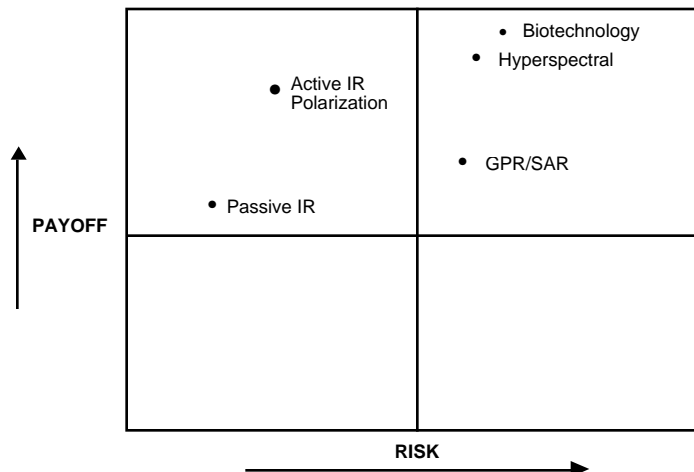 Biotechnology
Hyperspectral
Active IR
Polarization
GPR/SAR
Passive IR
PAYOFF
RISK